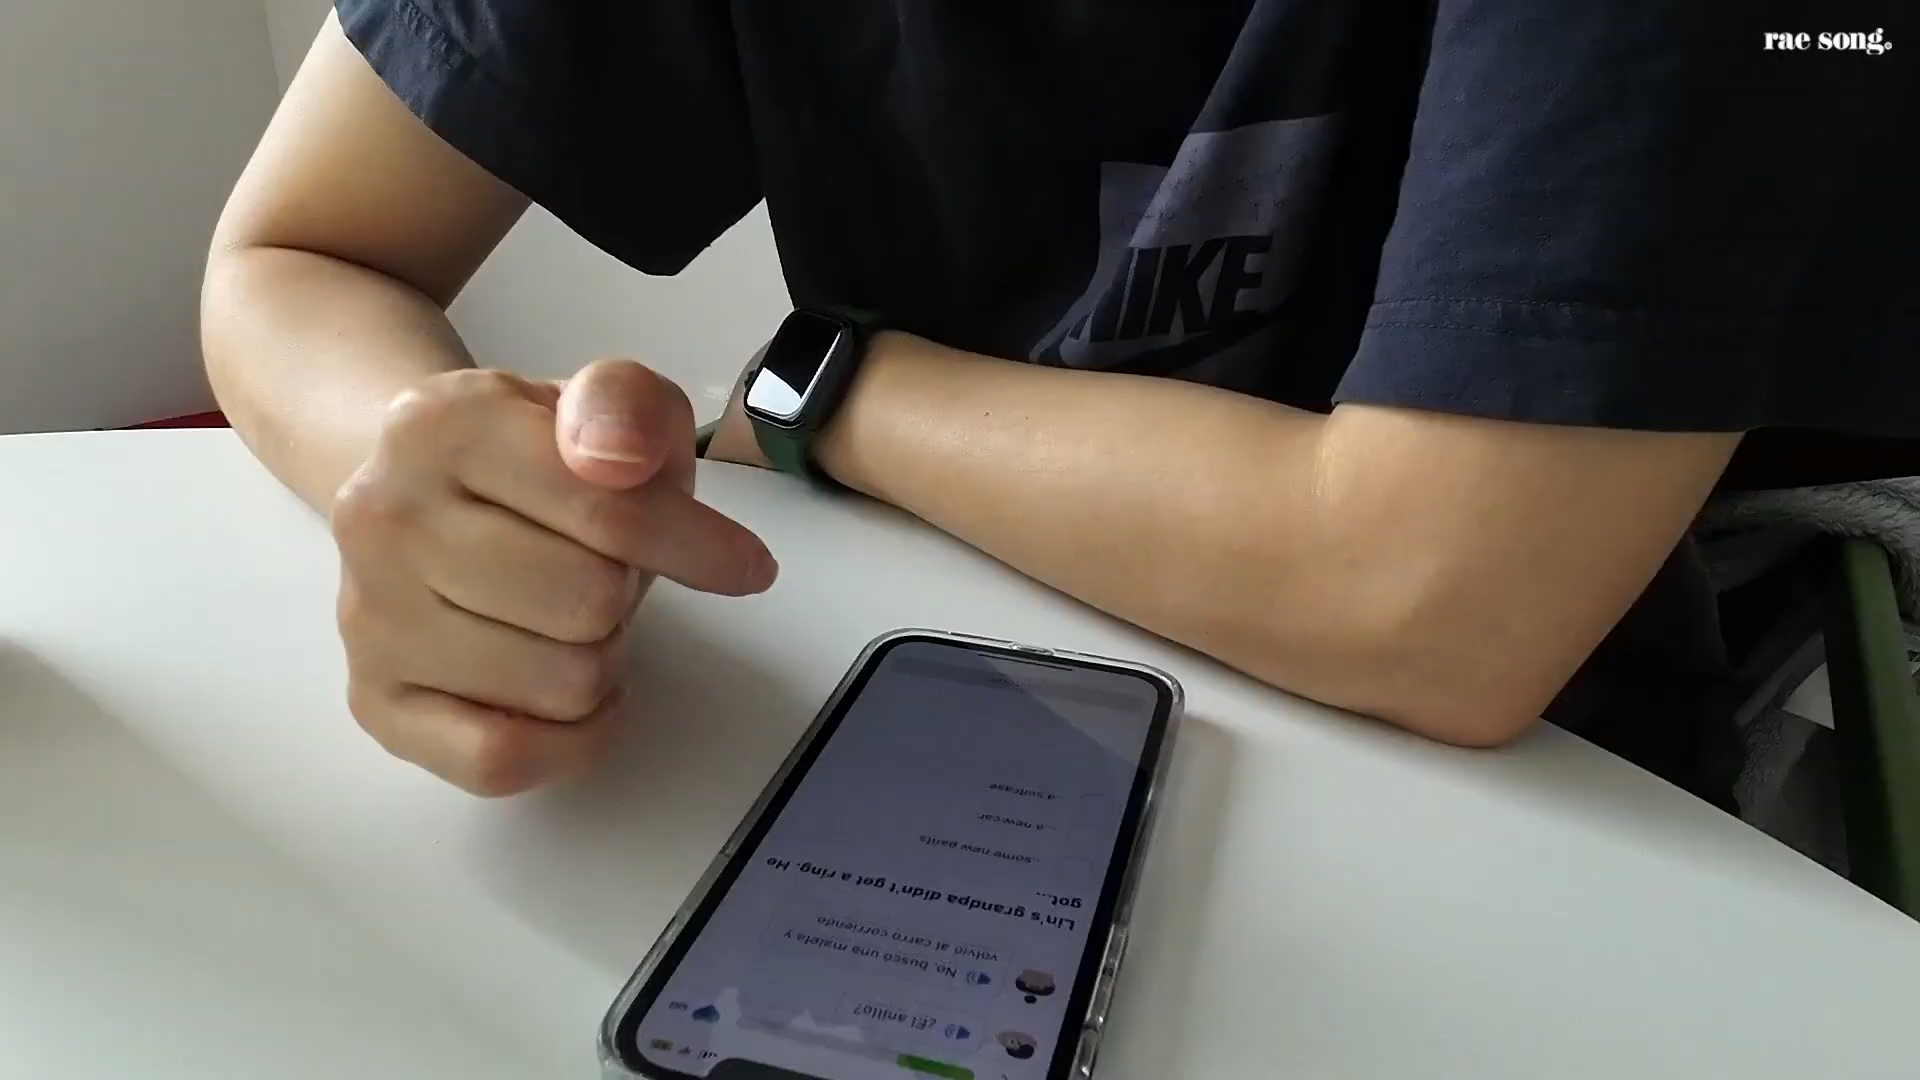 rae song.
NIKE
¿El anillo?
No, buscó una maleta y
volvió al carro corriendo.
Lin's grandpa didn't get a ring. He
got...
...some new pants
...a new car.
...a suitcase